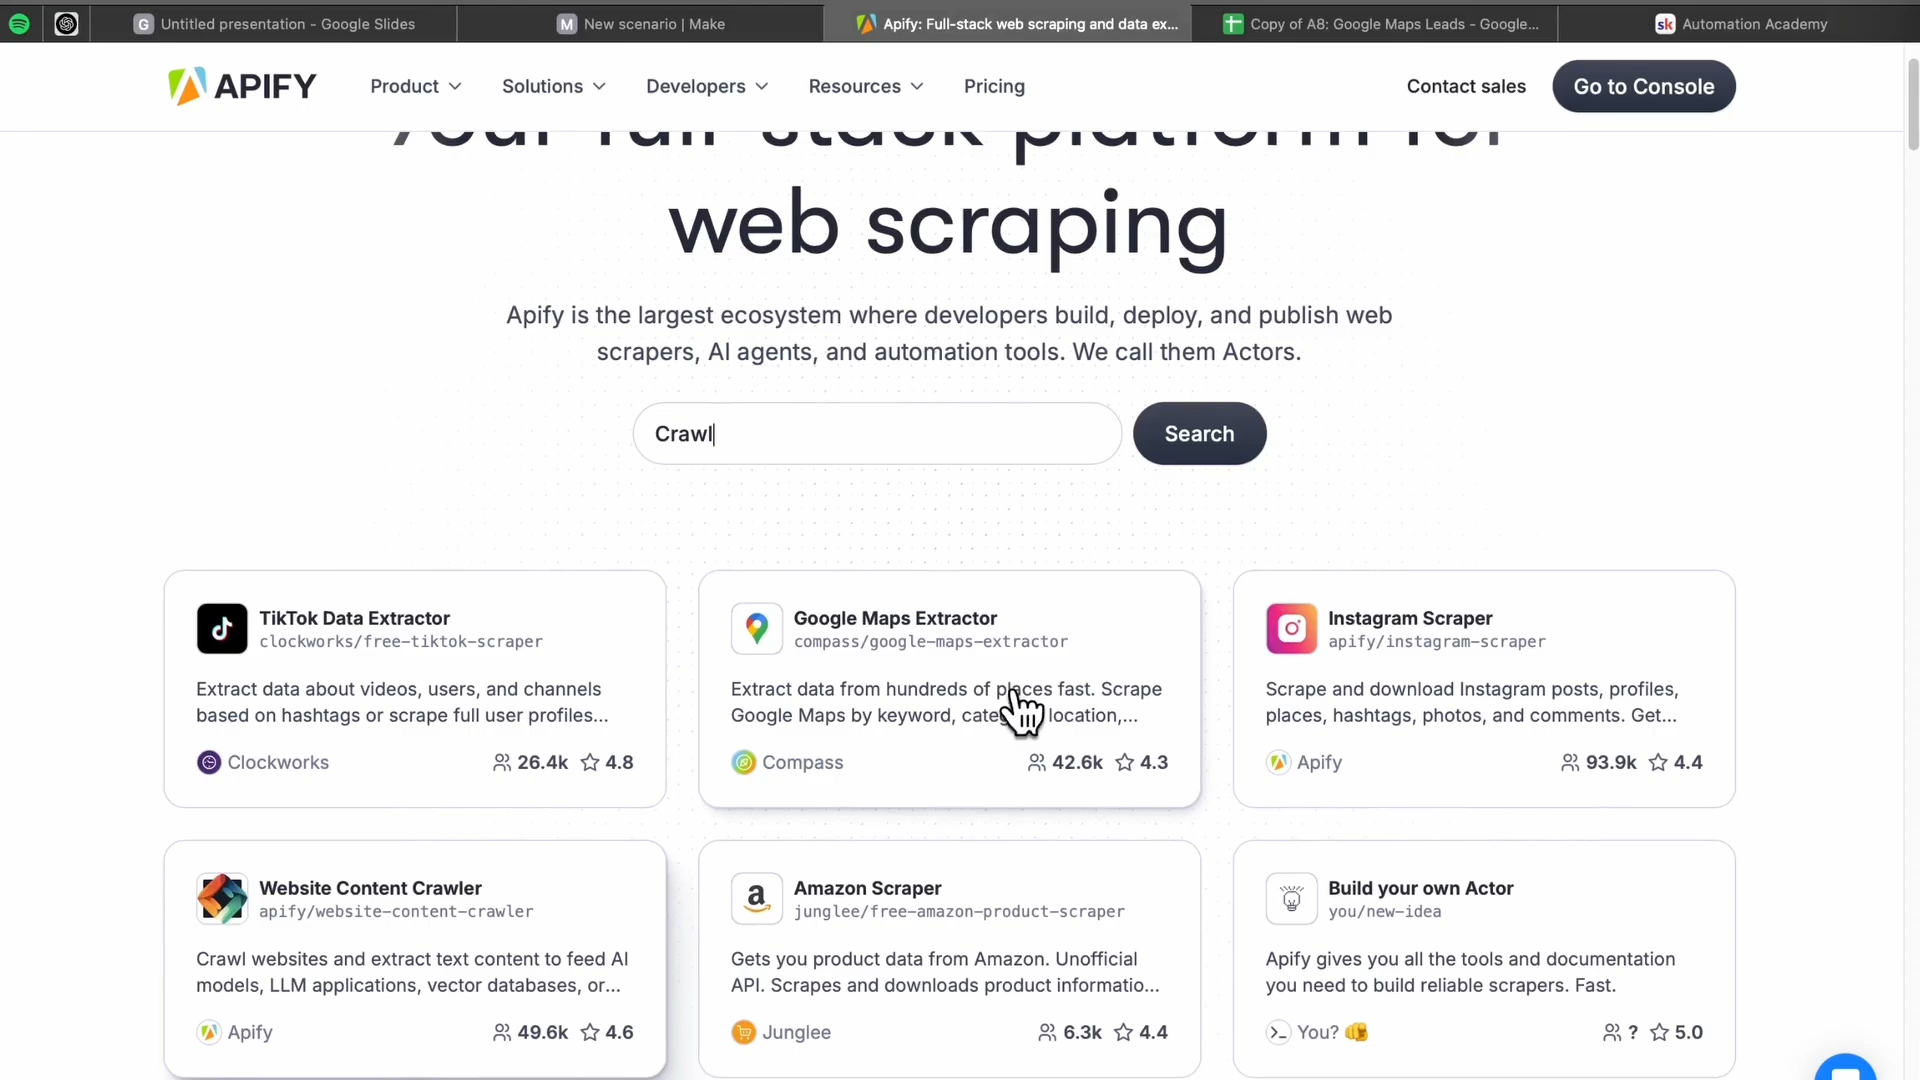 Untitled presentation - Google Slides
New scenario | Make
Apify: Full-stack web scraping and data ex...
Copy of A8: Google Maps Leads - Google...
Automation Academy
APIFY
Product
Solutions
Developers
Resources
Pricing
Contact sales
Go to Console
Your full-stack platform for
web scraping
Apify is the largest ecosystem where developers build, deploy, and publish web
scrapers, AI agents, and automation tools. We call them Actors.
Crawl
Search
TikTok Data Extractor
clockworks/free-tiktok-scraper
Extract data about videos, users, and channels
based on hashtags or scrape full user profiles...
Clockworks 26.4k 4.8
Google Maps Extractor
compass/google-maps-extractor
Extract data from hundreds of places fast. Scrape
Google Maps by keyword, location,...
Compass 42.6k 4.3
Instagram Scraper
apify/instagram-scraper
Scrape and download Instagram posts, profiles,
places, hashtags, photos, and comments. Get...
Apify 93.9k 4.4
Website Content Crawler
apify/website-content-crawler
Crawl websites and extract text content to feed AI
models, LLM applications, vector databases, or...
Apify 49.6k 4.6
Amazon Scraper
junglee/free-amazon-product-scraper
Gets you product data from Amazon. Unofficial
API. Scrapes and downloads product informatio...
Junglee 6.3k 4.4
Build your own Actor
you/new-idea
Apify gives you all the tools and documentation
you need to build reliable scrapers. Fast.
You? ? 5.0